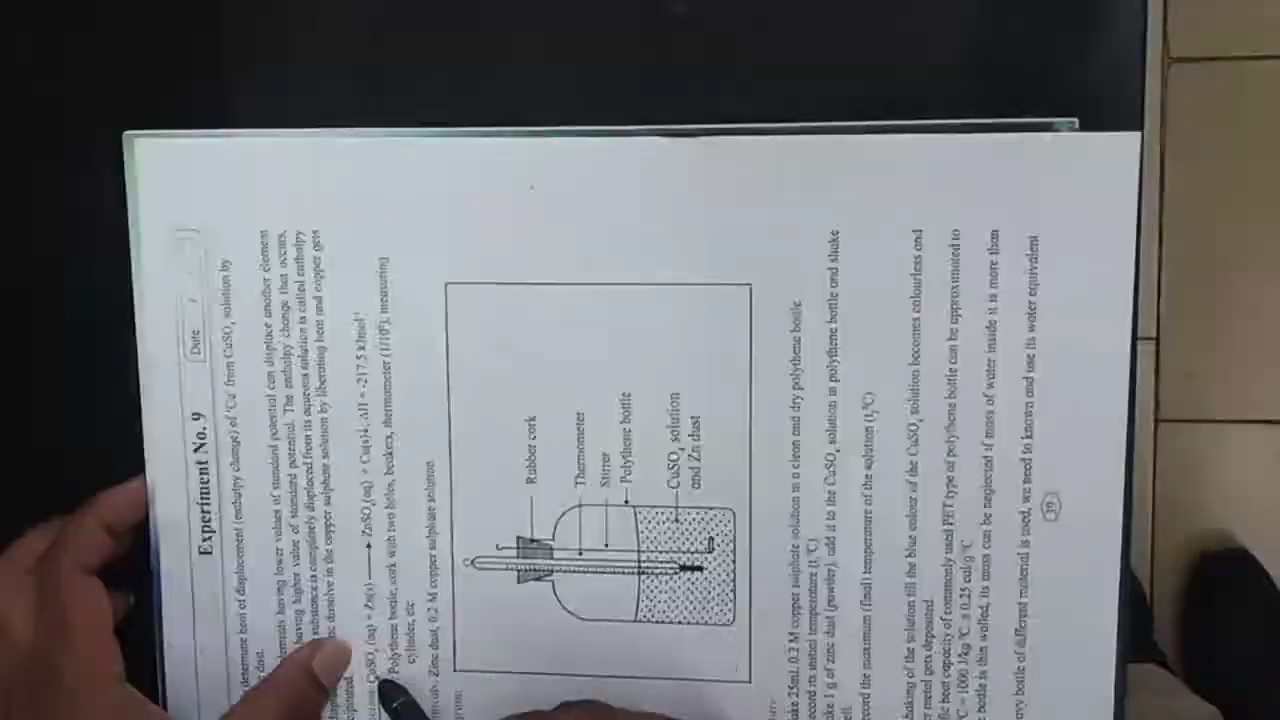 Date
Experiment No. 9
determine heat of displacement (enthalpy change) of 'Cu' from CuSO₄ solution by
dust.
elements having lower values of standard potential can displace another element
having higher value of standard potential. The enthalpy change that occurs,
substance is completely displaced from its aqueous solution is called enthalpy
dissolve in the copper sulphate solution by liberating heat and copper gets
CuSO₄ (aq) + Zn(s) ⟶ ZnSO₄(aq) + Cu(s)↓; ΔH = -217.5 kJmol⁻¹
Polythene bottle, cork with two holes, beakers, thermometer (1/10⁰), measuring
cylinder, etc
Zinc dust, 0.2 M copper sulphate solution
Rubber cork
Thermometer
Stirrer
Polythene bottle
CuSO₄ solution
and Zn dust
25mL 0.2 M copper sulphate solution in a clean and dry polythene bottle
record its initial temperature (t₁°C)
1 g of zinc dust (powder), add it to the CuSO₄ solution in polythene bottle and shake
record the maximum (final) temperature of the solution (t₂°C)
shaking of the solution till the blue colour of the CuSO₄ solution becomes colourless and
metal gets deposited
heat capacity of commonly used PET type of polythene bottle can be approximated to
°C = 1000 J/kg °C ≡ 0.25 cal/g °C
bottle is thin walled, its mass can be neglected if mass of water inside it is more than
bottle of different material is used, we need to known and use its water equivalent
39